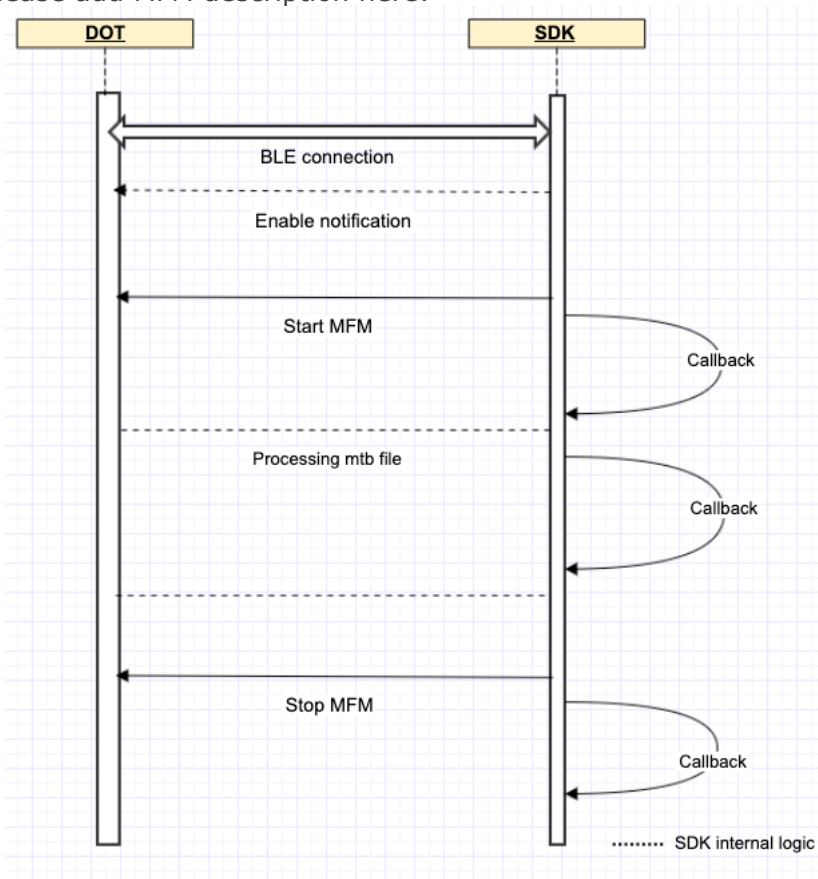 DOT
SDK
BLE connection
Enable notification
Start MFM
Callback
Processing mtb file
Callback
Stop MFM
Callback
SDK internal logic